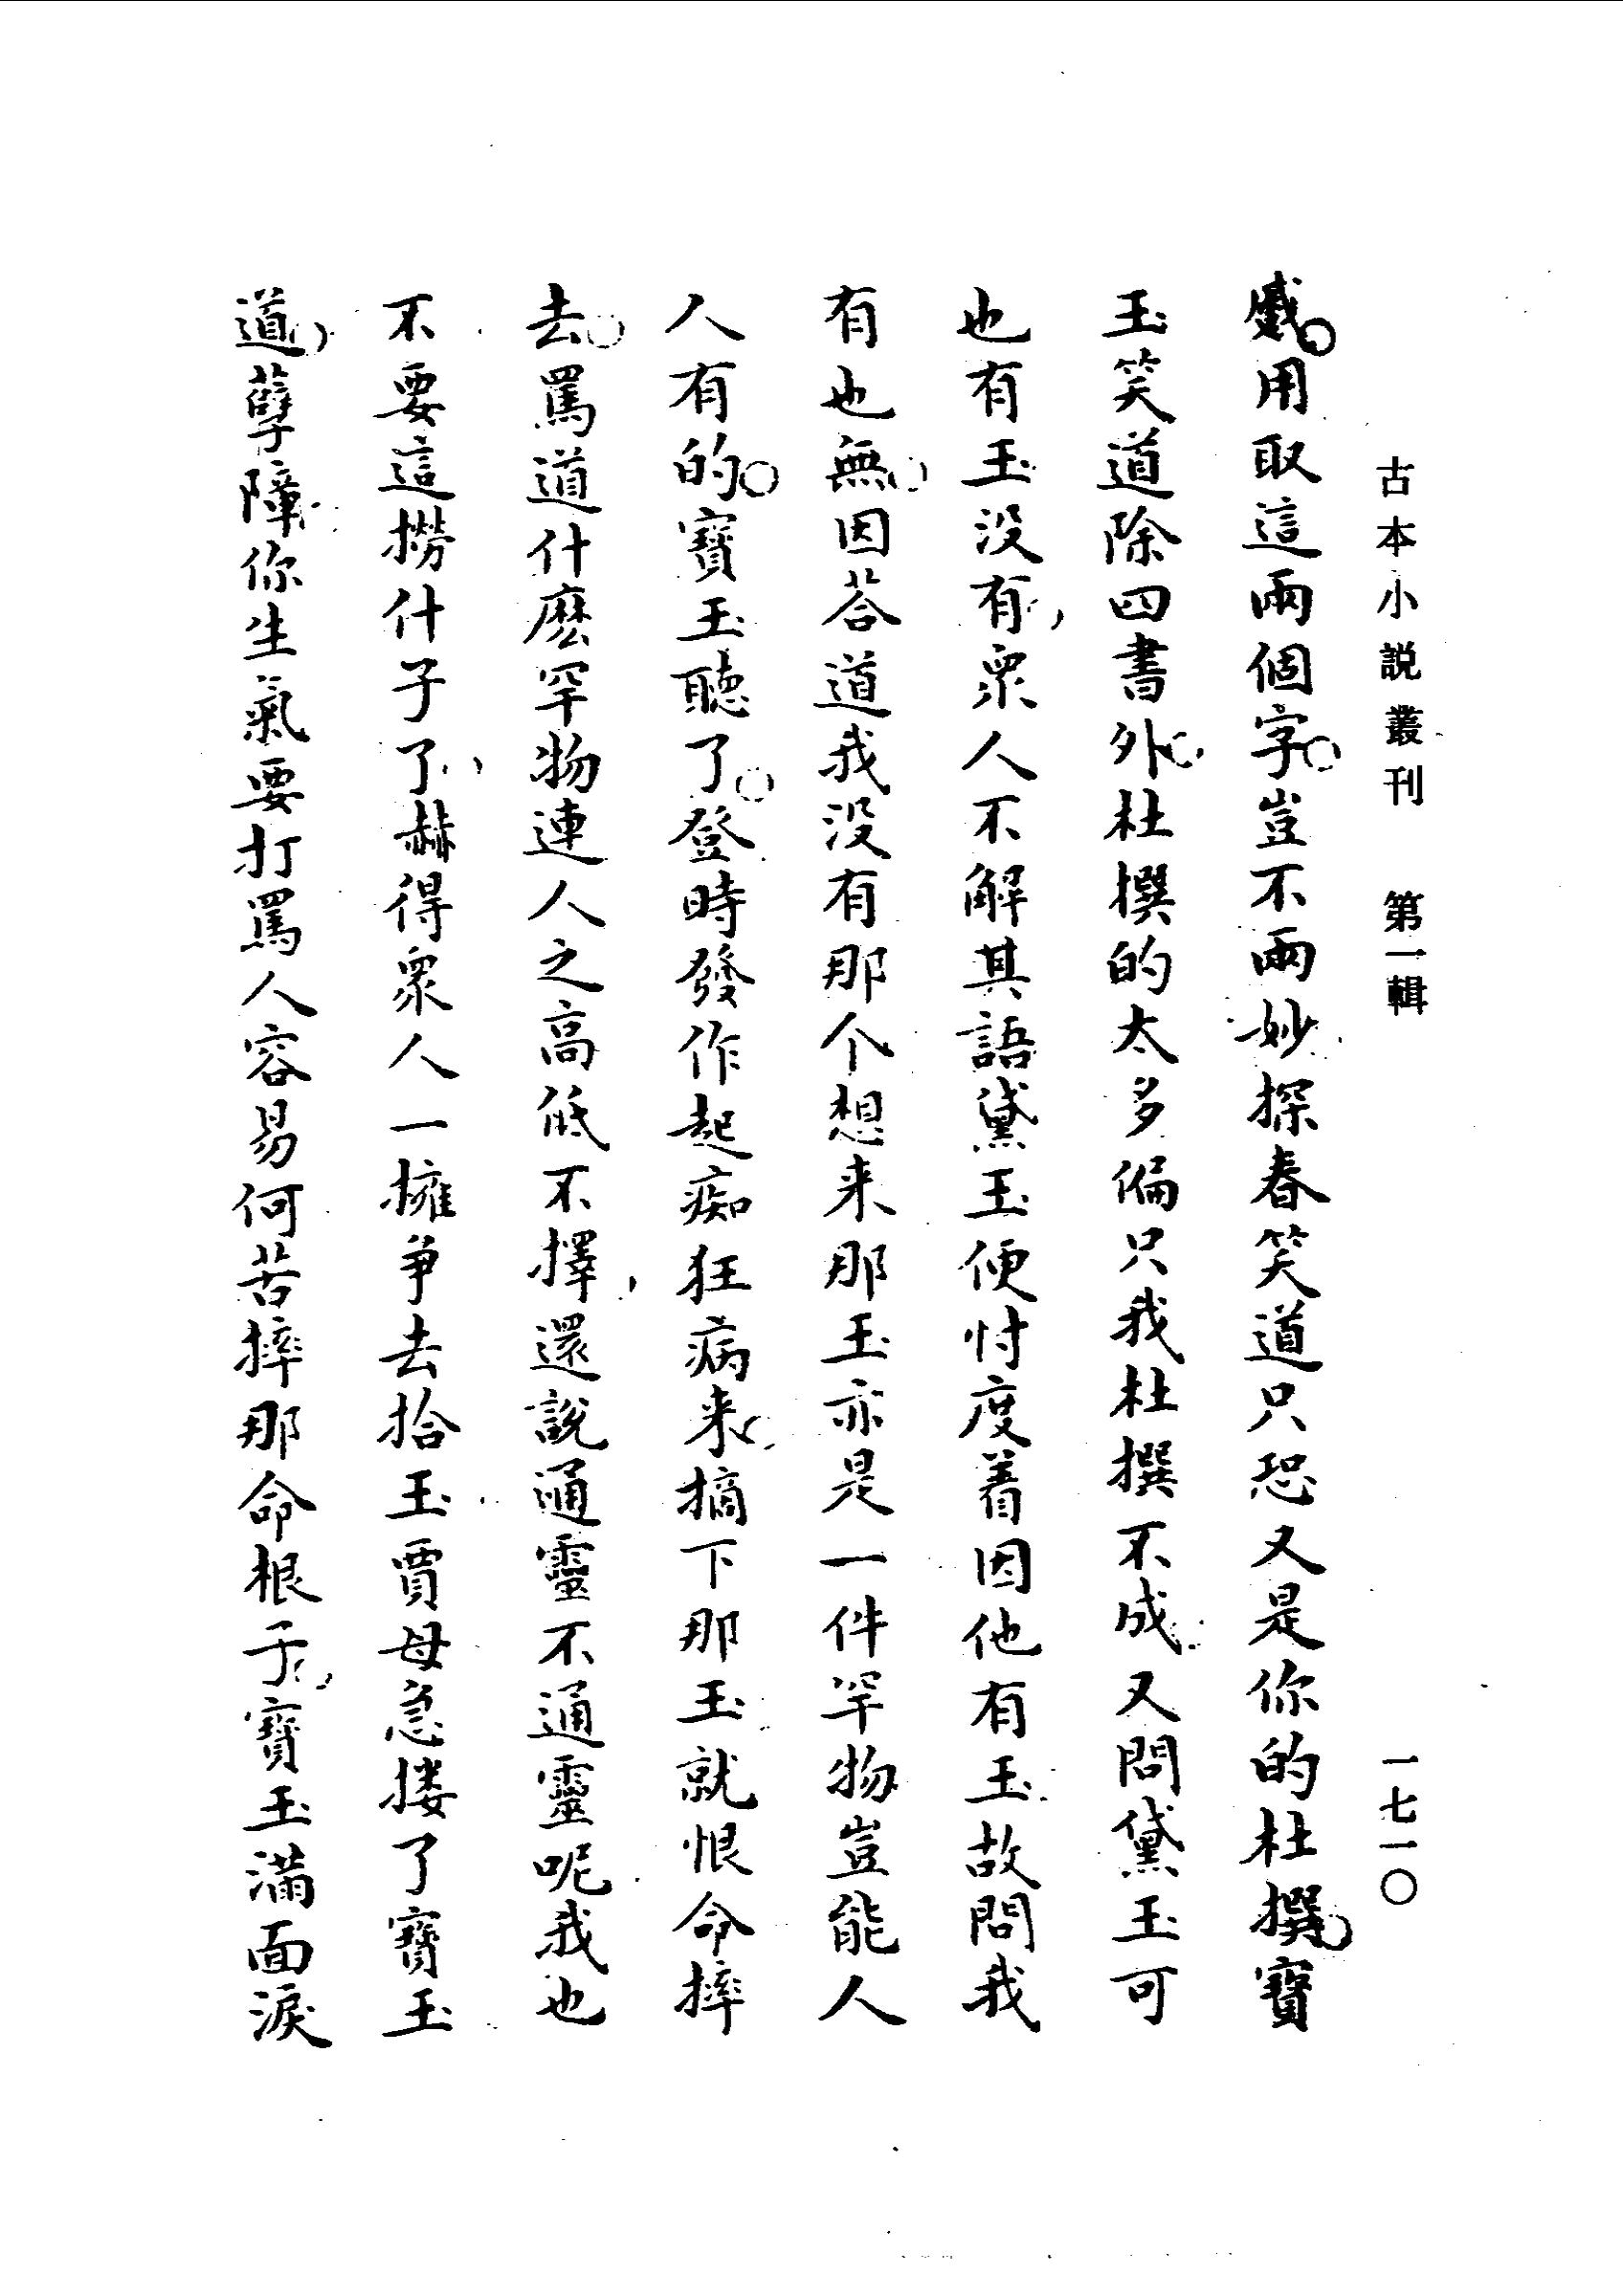 古本小説叢刊 第一輯 一七一〇
蹙用取這兩個字豈不兩妙探春笑道只恐又是你的杜撰寶
玉笑道除四書外杜撰的太多偏只我杜撰不成又問黛玉可
也有玉没有衆人不解其語黛玉便忖度着因他有玉故問我
有也無因荅道我没有那个想来那玉亦是一件罕物豈能人
人有的寶玉聽了登時發作起痴狂病来摘下那玉就恨命摔
去罵道什麽罕物連人之高低不擇還說通靈不通靈呢我也
不要這撈什子了赫得衆人一擁争去拾玉賈母急摟了寶玉
道孽障你生氣要打罵人容易何苦摔那命根子寶玉滿面淚